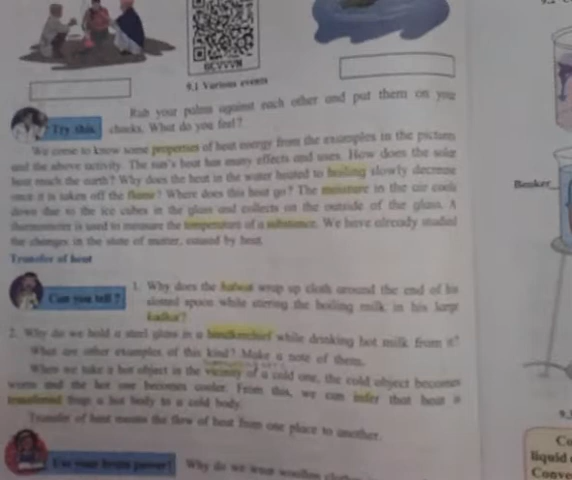 9.1 Various events
Rub your palms against each other and put them on your
Try this. cheeks. What do you feel?
We come to know some properties of heat energy from the examples in the picture
and the above activity. The sun's heat has many effects and uses. How does the solar
heat reach the earth? Why does the heat in the water heated to boiling slowly decrease
once it is taken off the flame? Where does this heat go? The moisture in the air cools
down due to the ice cubes in the glass and collects on the outside of the glass. A
thermometer is used to measure the temperature of a substance. We have already studied
the changes in the state of matter, caused by heat.
Transfer of heat
Can you tell ?
1. Why does the halwai wrap up cloth around the end of his
slotted spoon while stirring the boiling milk in his large
kadhai?
2. Why do we hold a steel glass in a handkerchief while drinking hot milk from it?
What are other examples of this kind? Make a note of them.
When we take a hot object in the vicinity of a cold one, the cold object becomes
warm and the hot one becomes cooler. From this, we can infer that heat is
transferred from a hot body to a cold body.
Transfer of heat means the flow of heat from one place to another.
Use your brain power! Why do we wear woollen
Beaker
liquid